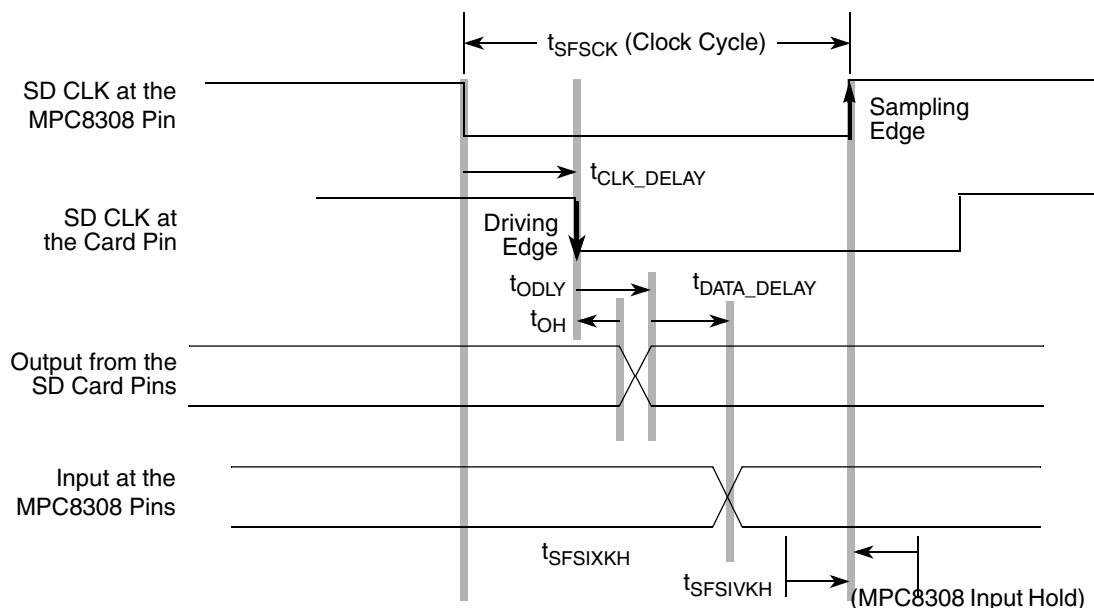 tSFSCK (Clock Cycle)
SD CLK at the
MPC8308 Pin
Sampling
Edge
tCLK_DELAY
SD CLK at
the Card Pin
Driving
Edge
tODLY
tDATA_DELAY
tOH
Output from the
SD Card Pins
Input at the
MPC8308 Pins
tSFSIXKH
tSFSIVKH
(MPC8308 Input Hold)